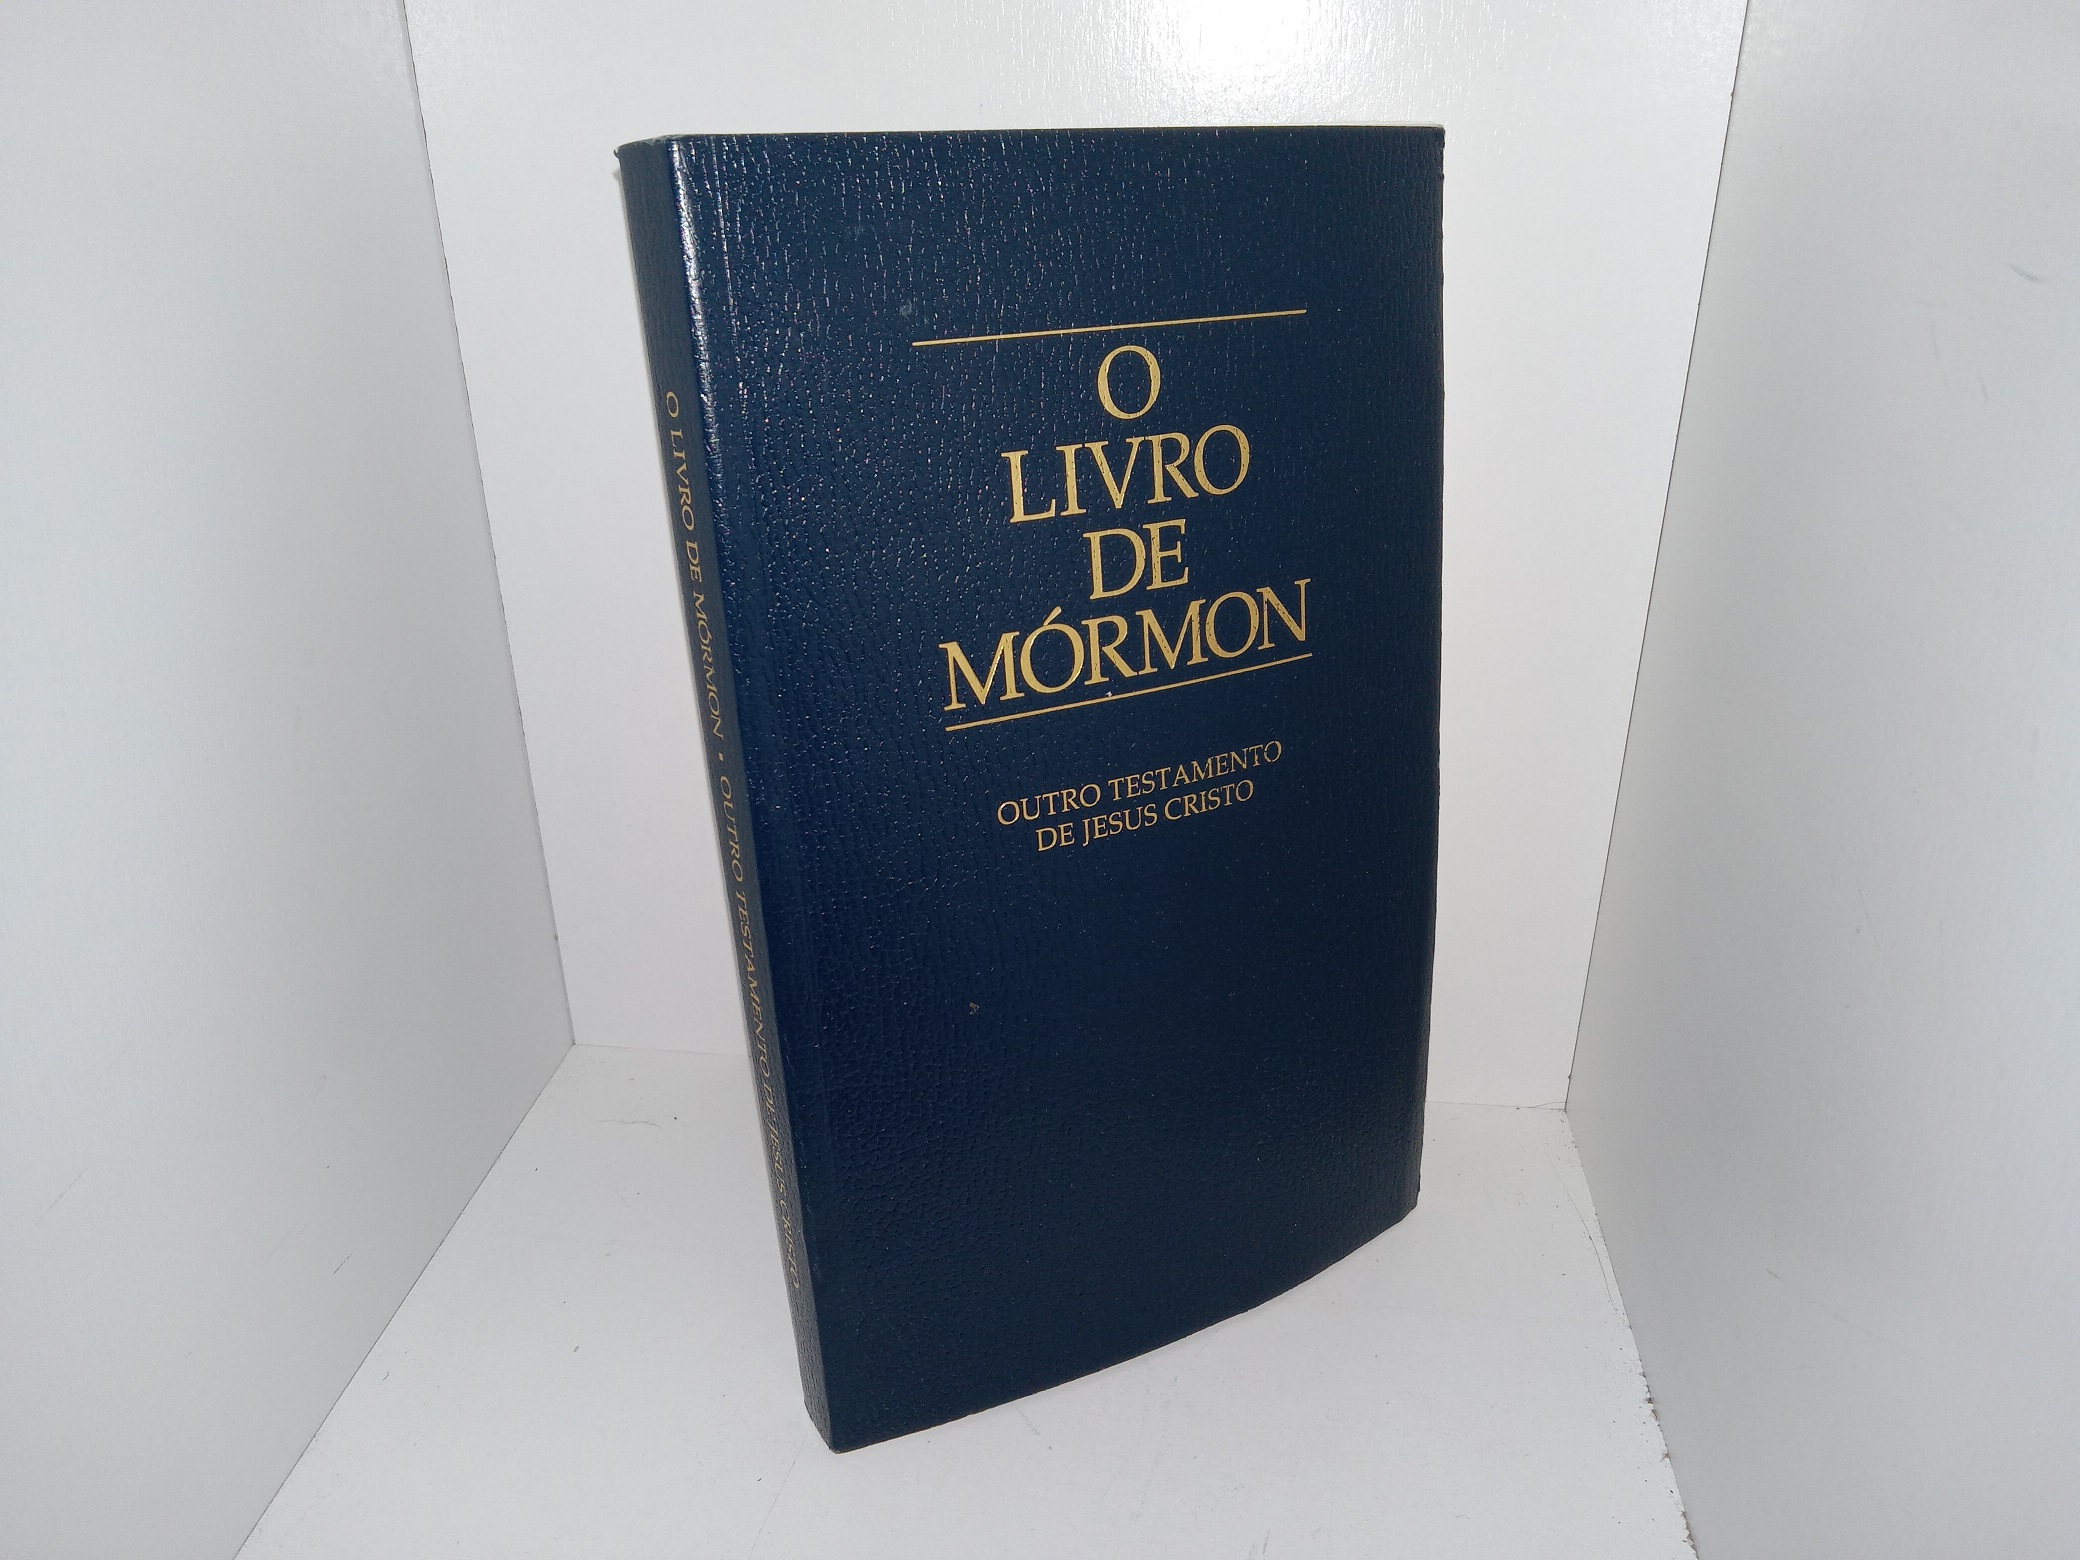 O
LIVRO
DE
MÓRMON
OUTRO TESTAMENTO
DE JESUS CRISTO
O LIVRO DE MÓRMON • OUTRO TESTAMENTO DE JESUS CRISTO